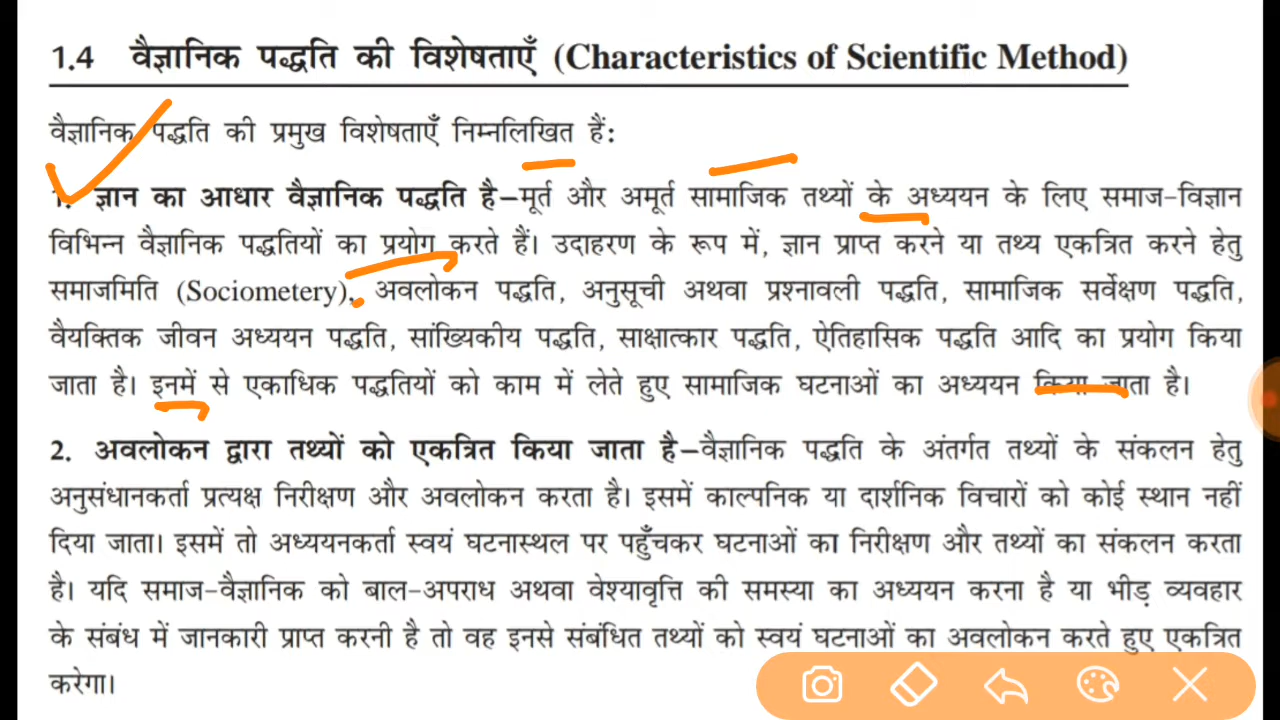 1.4 वैज्ञानिक पद्धति की विशेषताएँ (Characteristics of Scientific Method)
वैज्ञानिक पद्धति की प्रमुख विशेषताएँ निम्नलिखित हैं:
1. ज्ञान का आधार वैज्ञानिक पद्धति है–मूर्त और अमूर्त सामाजिक तथ्यों के अध्ययन के लिए समाज-विज्ञान
विभिन्न वैज्ञानिक पद्धतियों का प्रयोग करते हैं। उदाहरण के रूप में, ज्ञान प्राप्त करने या तथ्य एकत्रित करने हेतु
समाजमिति (Sociometery), अवलोकन पद्धति, अनुसूची अथवा प्रश्नावली पद्धति, सामाजिक सर्वेक्षण पद्धति,
वैयक्तिक जीवन अध्ययन पद्धति, सांख्यिकीय पद्धति, साक्षात्कार पद्धति, ऐतिहासिक पद्धति आदि का प्रयोग किया
जाता है। इनमें से एकाधिक पद्धतियों को काम में लेते हुए सामाजिक घटनाओं का अध्ययन किया जाता है।
2. अवलोकन द्वारा तथ्यों को एकत्रित किया जाता है–वैज्ञानिक पद्धति के अंतर्गत तथ्यों के संकलन हेतु
अनुसंधानकर्ता प्रत्यक्ष निरीक्षण और अवलोकन करता है। इसमें काल्पनिक या दार्शनिक विचारों को कोई स्थान नहीं
दिया जाता। इसमें तो अध्ययनकर्ता स्वयं घटनास्थल पर पहुँचकर घटनाओं का निरीक्षण और तथ्यों का संकलन करता
है। यदि समाज-वैज्ञानिक को बाल-अपराध अथवा वेश्यावृत्ति की समस्या का अध्ययन करना है या भीड़ व्यवहार
के संबंध में जानकारी प्राप्त करनी है तो वह इनसे संबंधित तथ्यों को स्वयं घटनाओं का अवलोकन करते हुए एकत्रित
करेगा।